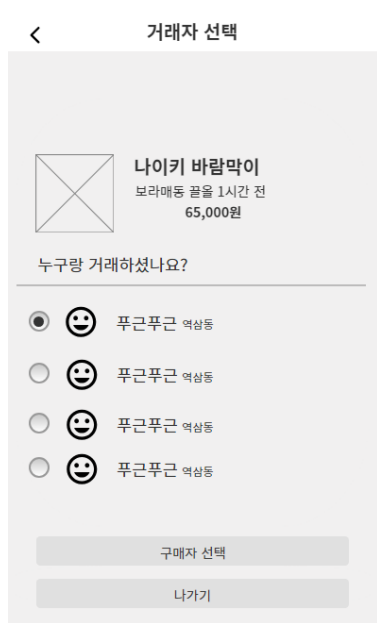 거래자 선택
나이키 바람막이
보라매동 끌올 1시간 전
65,000원
누구랑 거래하셨나요?
푸근푸근 역삼동
푸근푸근 역삼동
푸근푸근 역삼동
푸근푸근 역삼동
구매자 선택
나가기